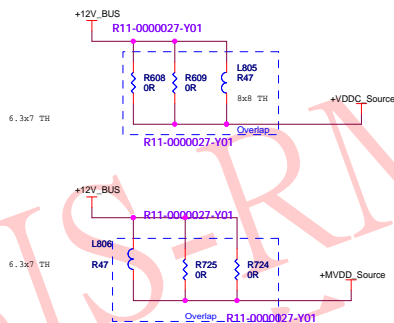 +12V_BUS
R11-0000027-Y01
L805
R608
R609
R47
0R
0R
8x8 TH
+VDDC_Source
6.3x7 TH
Overlap
R11-0000027-Y01
+12V_BUS
R11-0000027-Y01
L806
6.3x7 TH
R47
R725
R724
0R
0R
+MVDD_Source
Overlap
R11-0000027-Y01